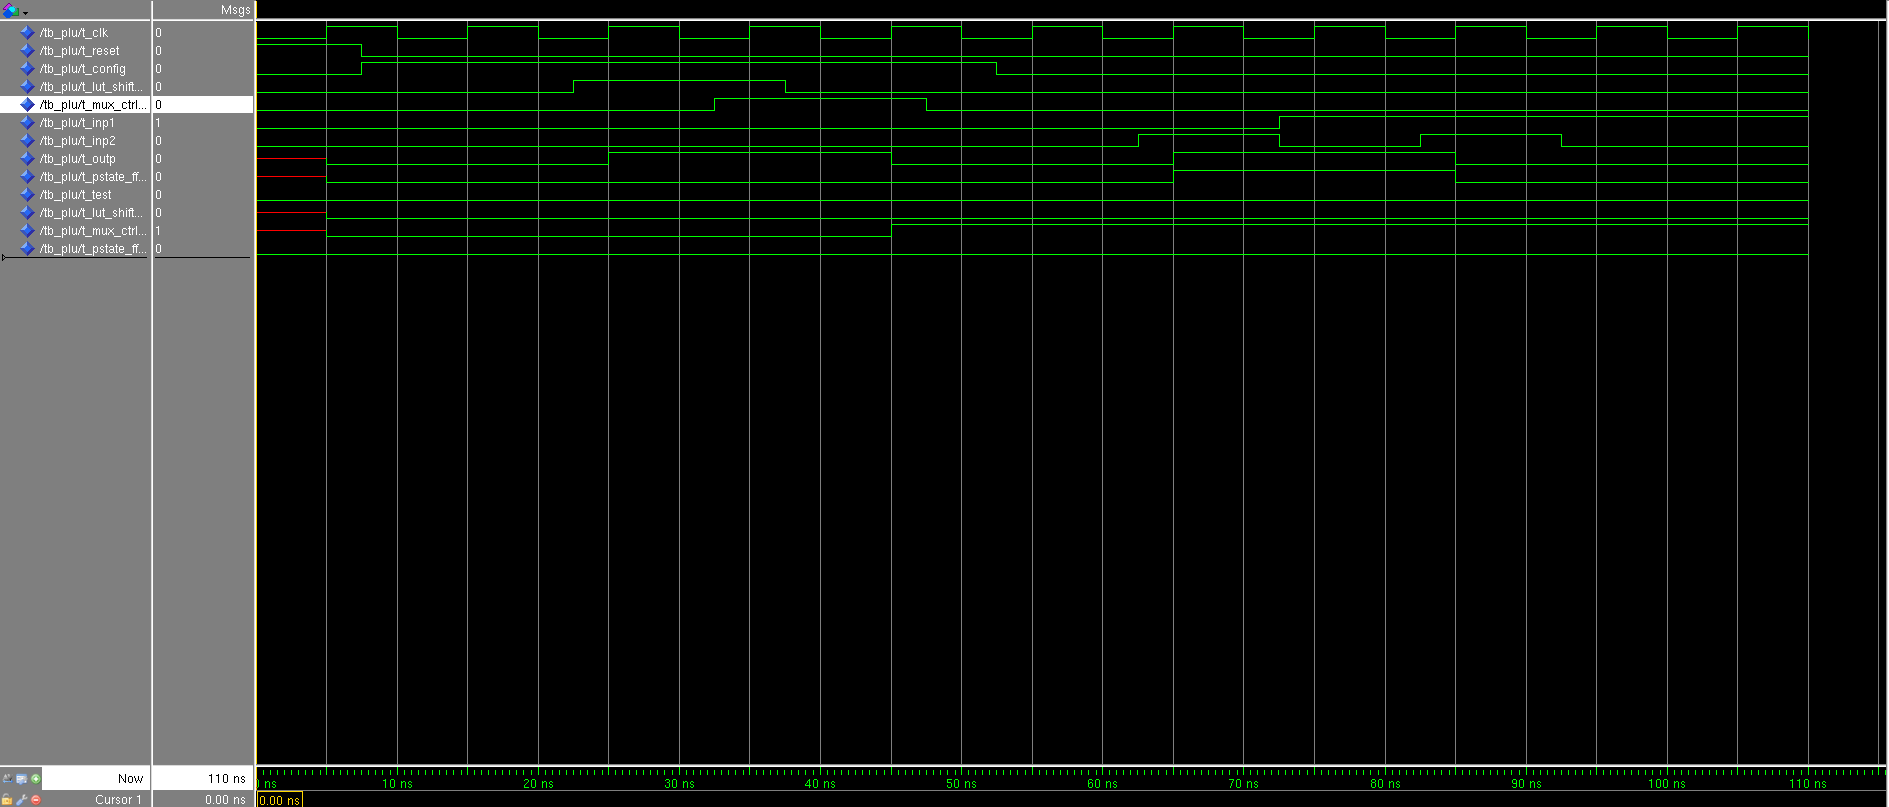 Msgs
/tb_plu/t_clk 0
/tb_plu/t_reset 0
/tb_plu/t_config 0
/tb_plu/t_lut_shift... 0
/tb_plu/t_mux_ctrl... 0
/tb_plu/t_inp1 1
/tb_plu/t_inp2 0
/tb_plu/t_outp 0
/tb_plu/t_pstate_ff... 0
/tb_plu/t_test 0
/tb_plu/t_lut_shift... 0
/tb_plu/t_mux_ctrl... 1
/tb_plu/t_pstate_ff... 0
Now 110 ns ns 10 ns 20 ns 30 ns 40 ns 50 ns 60 ns 70 ns 80 ns 90 ns 100 ns 110 ns
Cursor 1 0.00 ns 0.00 ns